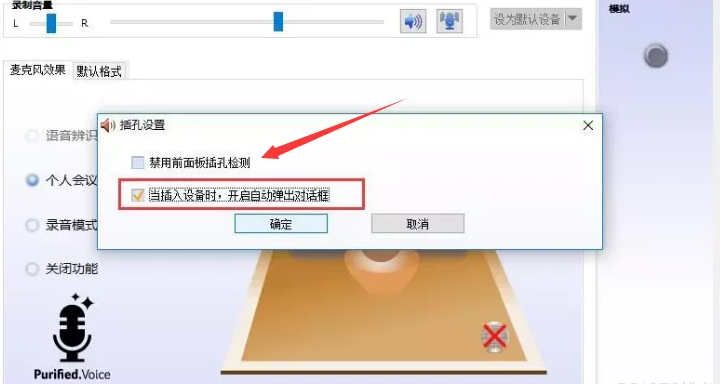 录制音量
模拟
L
R
设为默认设备
麦克风效果
默认格式
插孔设置
语音辨识
禁用前面板插孔检测
个人会议
当插入设备时，开启自动弹出对话框
录音模式
确定
取消
关闭功能
Purified.Voice